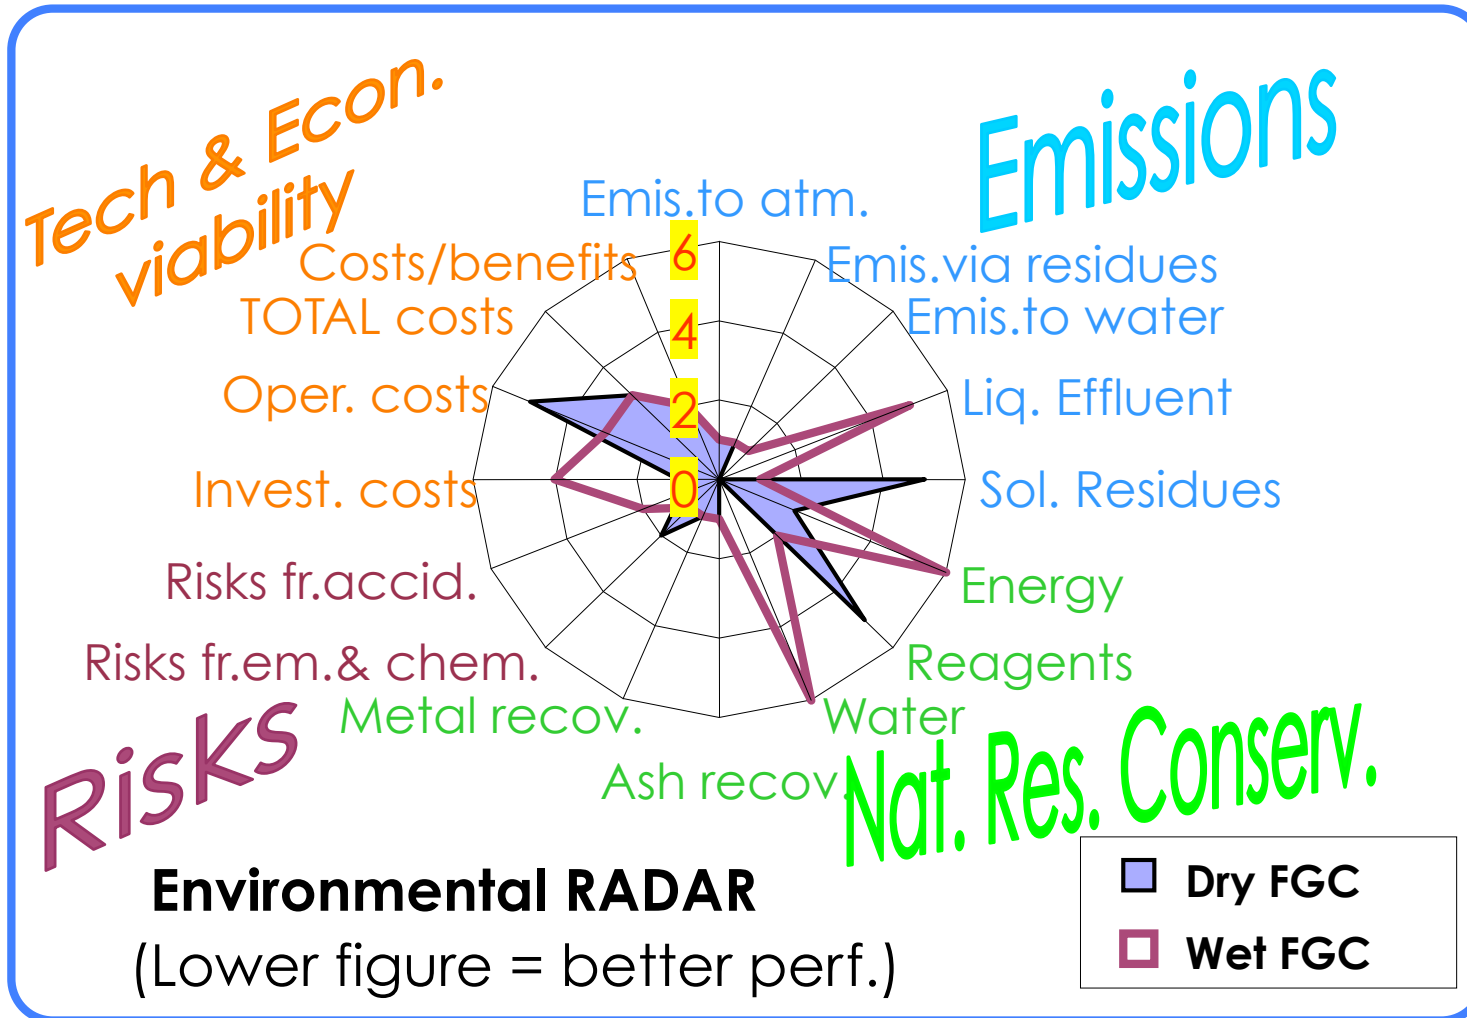 Tech & Econ.
viability
Emissions
Emis.to atm.
Costs/benefits
6
Emis.via residues
TOTAL costs
4
Emis.to water
Oper. costs
2
Liq. Effluent
Invest. costs
0
Sol. Residues
Risks fr.accid.
Energy
Risks fr.em.& chem.
Reagents
Metal recov.
Water
Ash recov.
Risks
Nat. Res. Conserv.
Environmental RADAR
(Lower figure = better perf.)
Dry FGC
Wet FGC